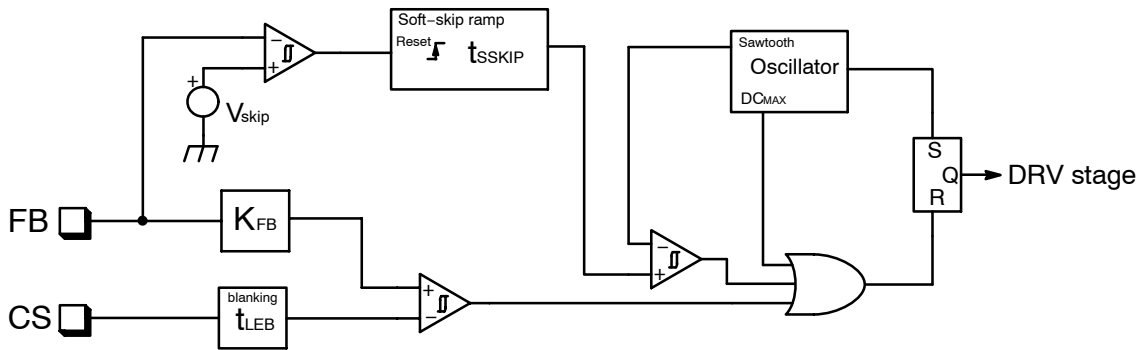 Soft-skip ramp
Reset
tSSKIP
Sawtooth
Oscillator
DCMAX
−
+
+
Vskip
S
Q
R
DRV stage
FB
KFB
−
+
+
−
CS
blanking
tLEB